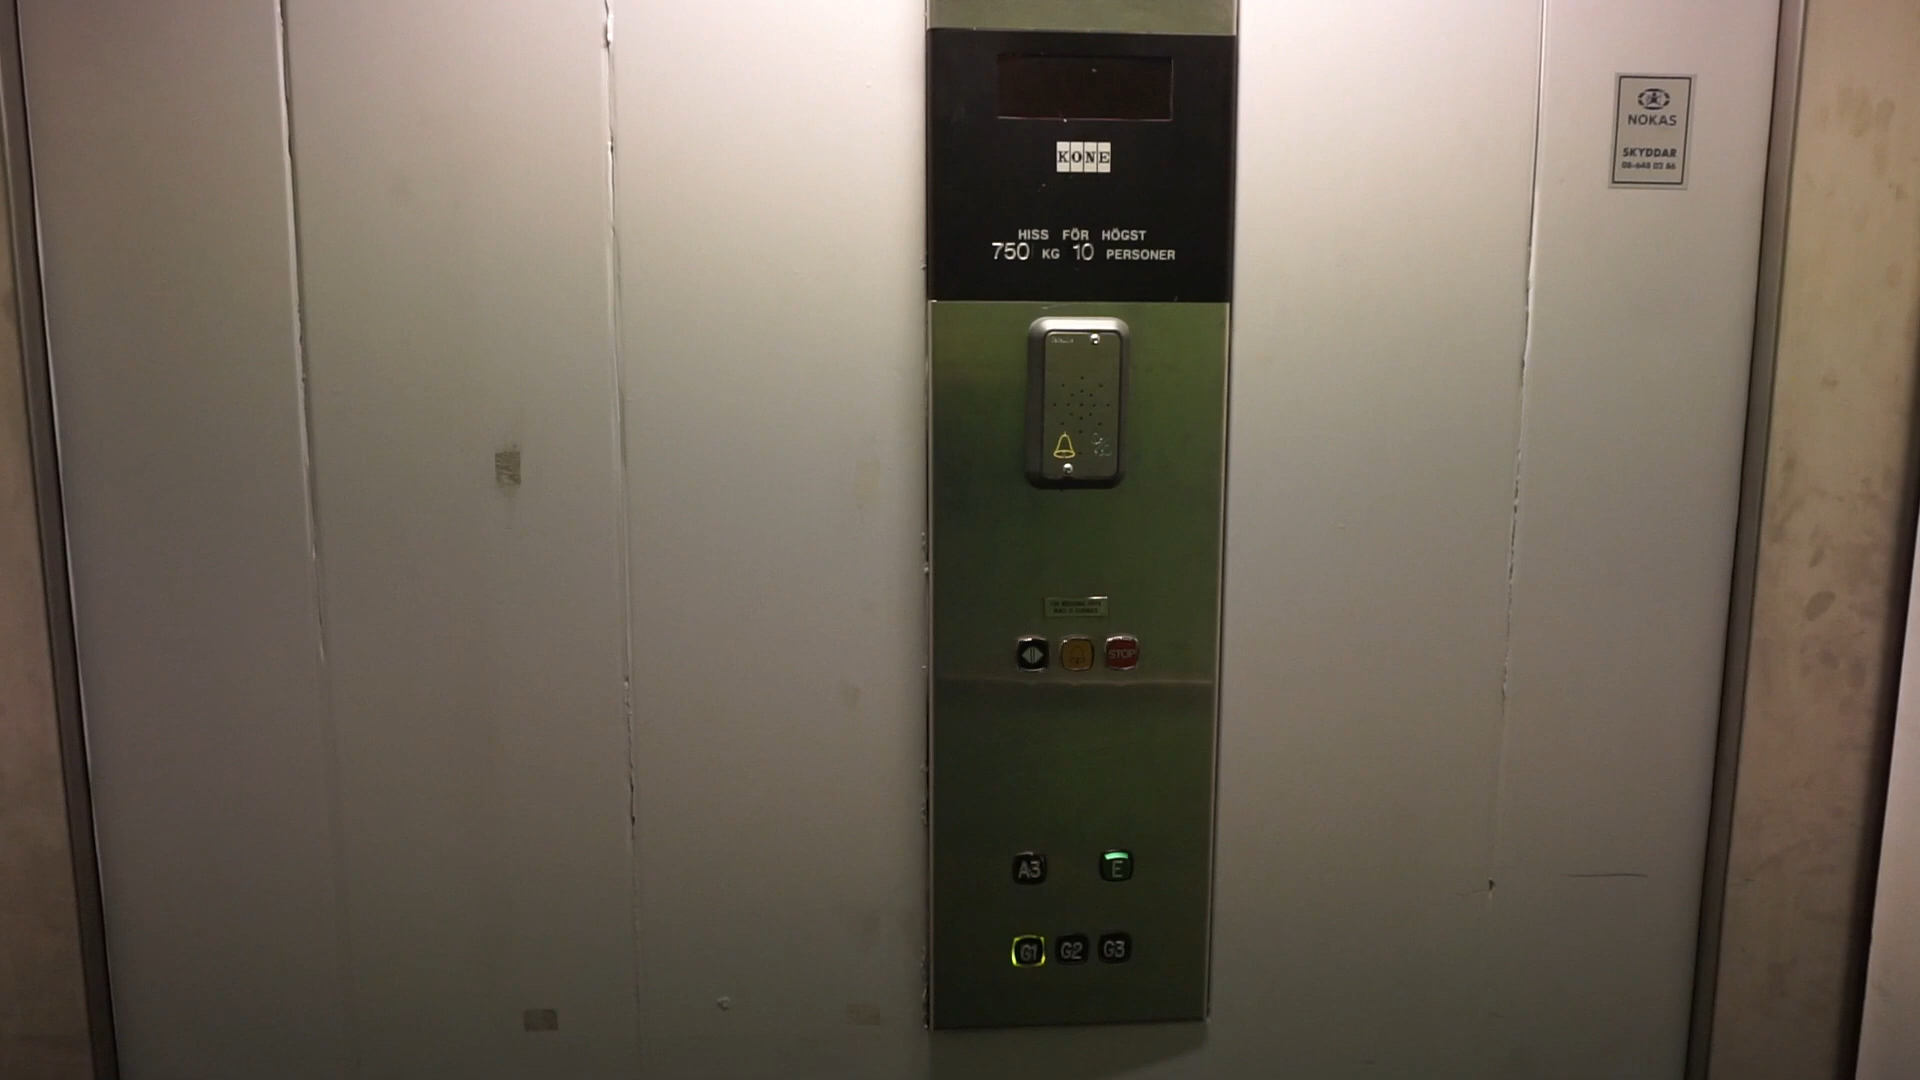 KONE
HISS FÖR HÖGST
750 KG 10 PERSONER
NOKAS
SKYDDAR
STOP
A3 E
G1 G2 G3